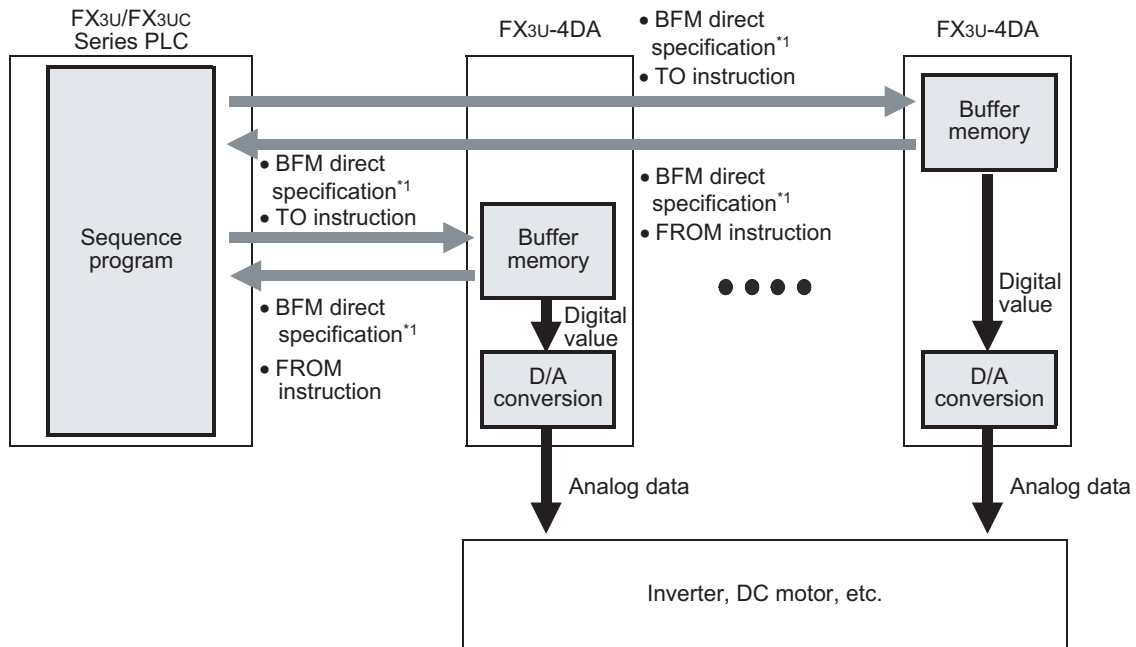 FX3U/FX3UC
Series PLC
Sequence
program
FX3U-4DA
• BFM direct
specification*1
• TO instruction
FX3U-4DA
Buffer
memory
• BFM direct
specification*1
• TO instruction
• BFM direct
specification*1
• FROM instruction
Buffer
memory
• BFM direct
specification*1
• FROM
instruction
Digital
value
Digital
value
D/A
conversion
D/A
conversion
Analog data
Analog data
Inverter, DC motor, etc.